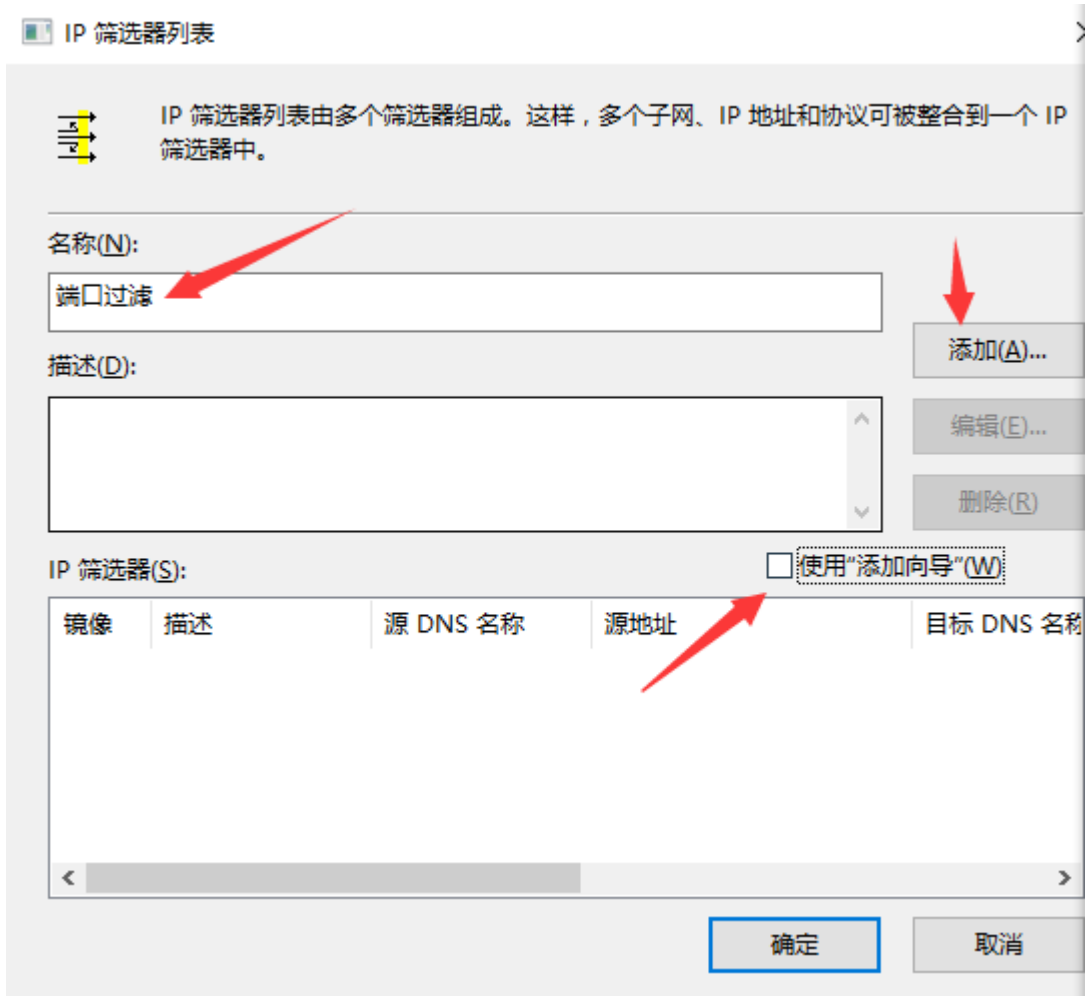 IP 筛选器列表
IP 筛选器列表由多个筛选器组成。这样，多个子网、IP 地址和协议可被整合到一个 IP
筛选器中。
名称(N):
端口过滤
添加(A)...
描述(D):
编辑(E)...
删除(R)
IP 筛选器(S):
使用“添加向导”(W)
镜像 描述 源 DNS 名称 源地址 目标 DNS 名称
确定 取消